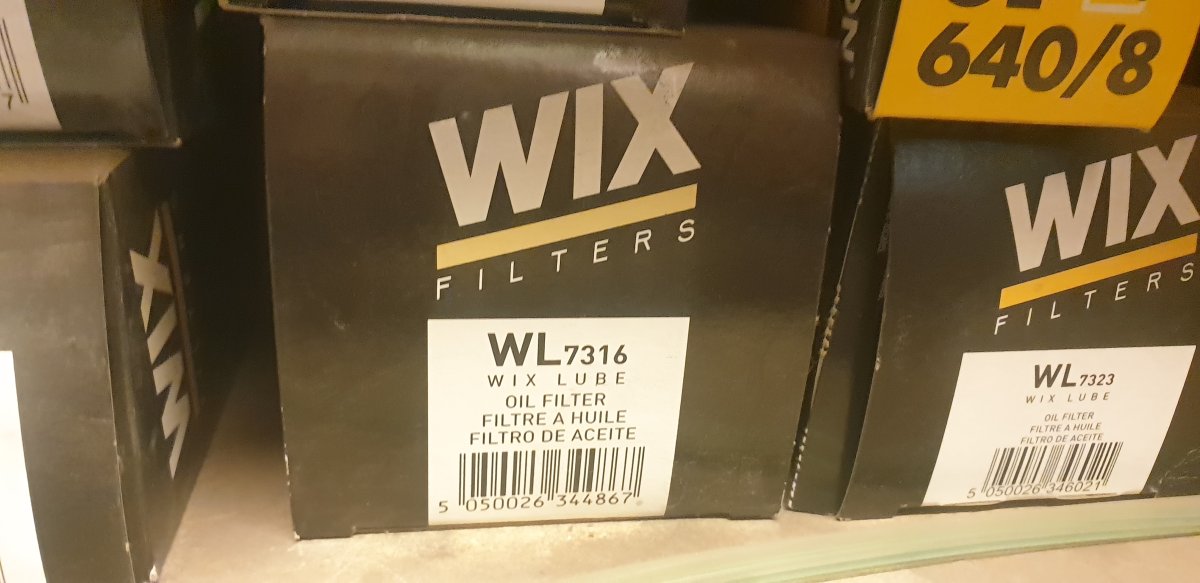 WIX
FILTERS
WL7316
WIX LUBE
OIL FILTER
FILTRE A HUILE
FILTRO DE ACEITE
5 050026 344867
640/8
WIX
FILTERS
WL7323
WIX LUBE
OIL FILTER
FILTRE A HUILE
FILTRO DE ACEITE
5 050026 346021
WIX
7